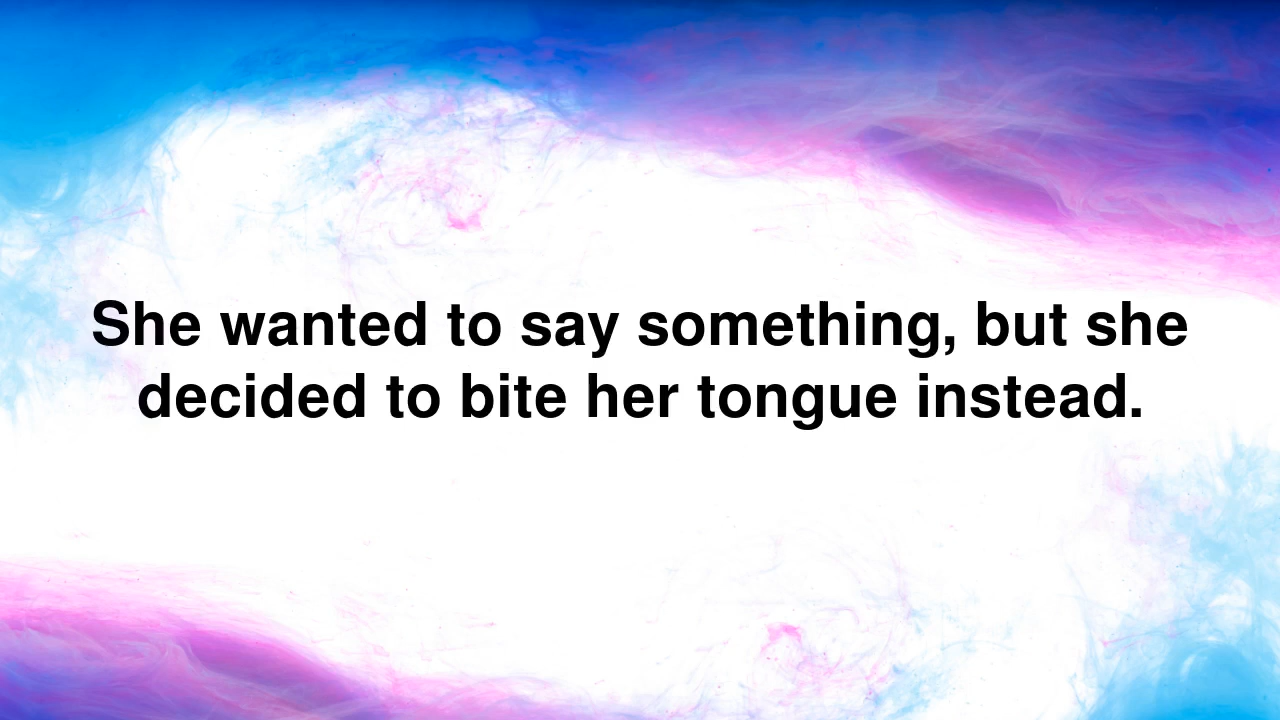 She wanted to say something, but she
decided to bite her tongue instead.